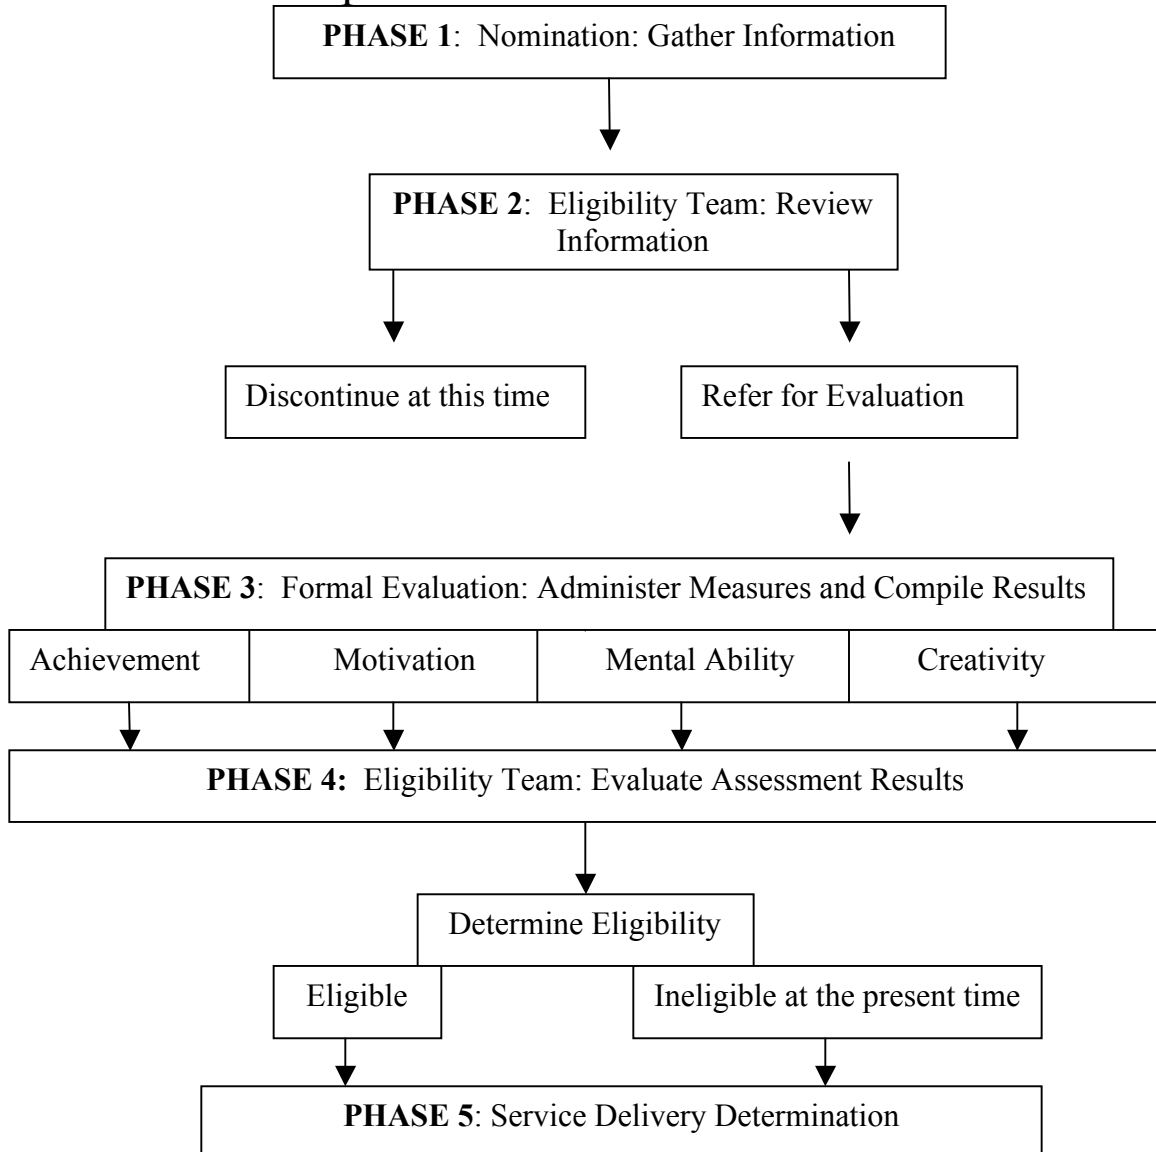 PHASE 1: Nomination: Gather Information
PHASE 2: Eligibility Team: Review
Information
Discontinue at this time
Refer for Evaluation
PHASE 3: Formal Evaluation: Administer Measures and Compile Results
Achievement
Motivation
Mental Ability
Creativity
PHASE 4: Eligibility Team: Evaluate Assessment Results
Determine Eligibility
Eligible
Ineligible at the present time
PHASE 5: Service Delivery Determination